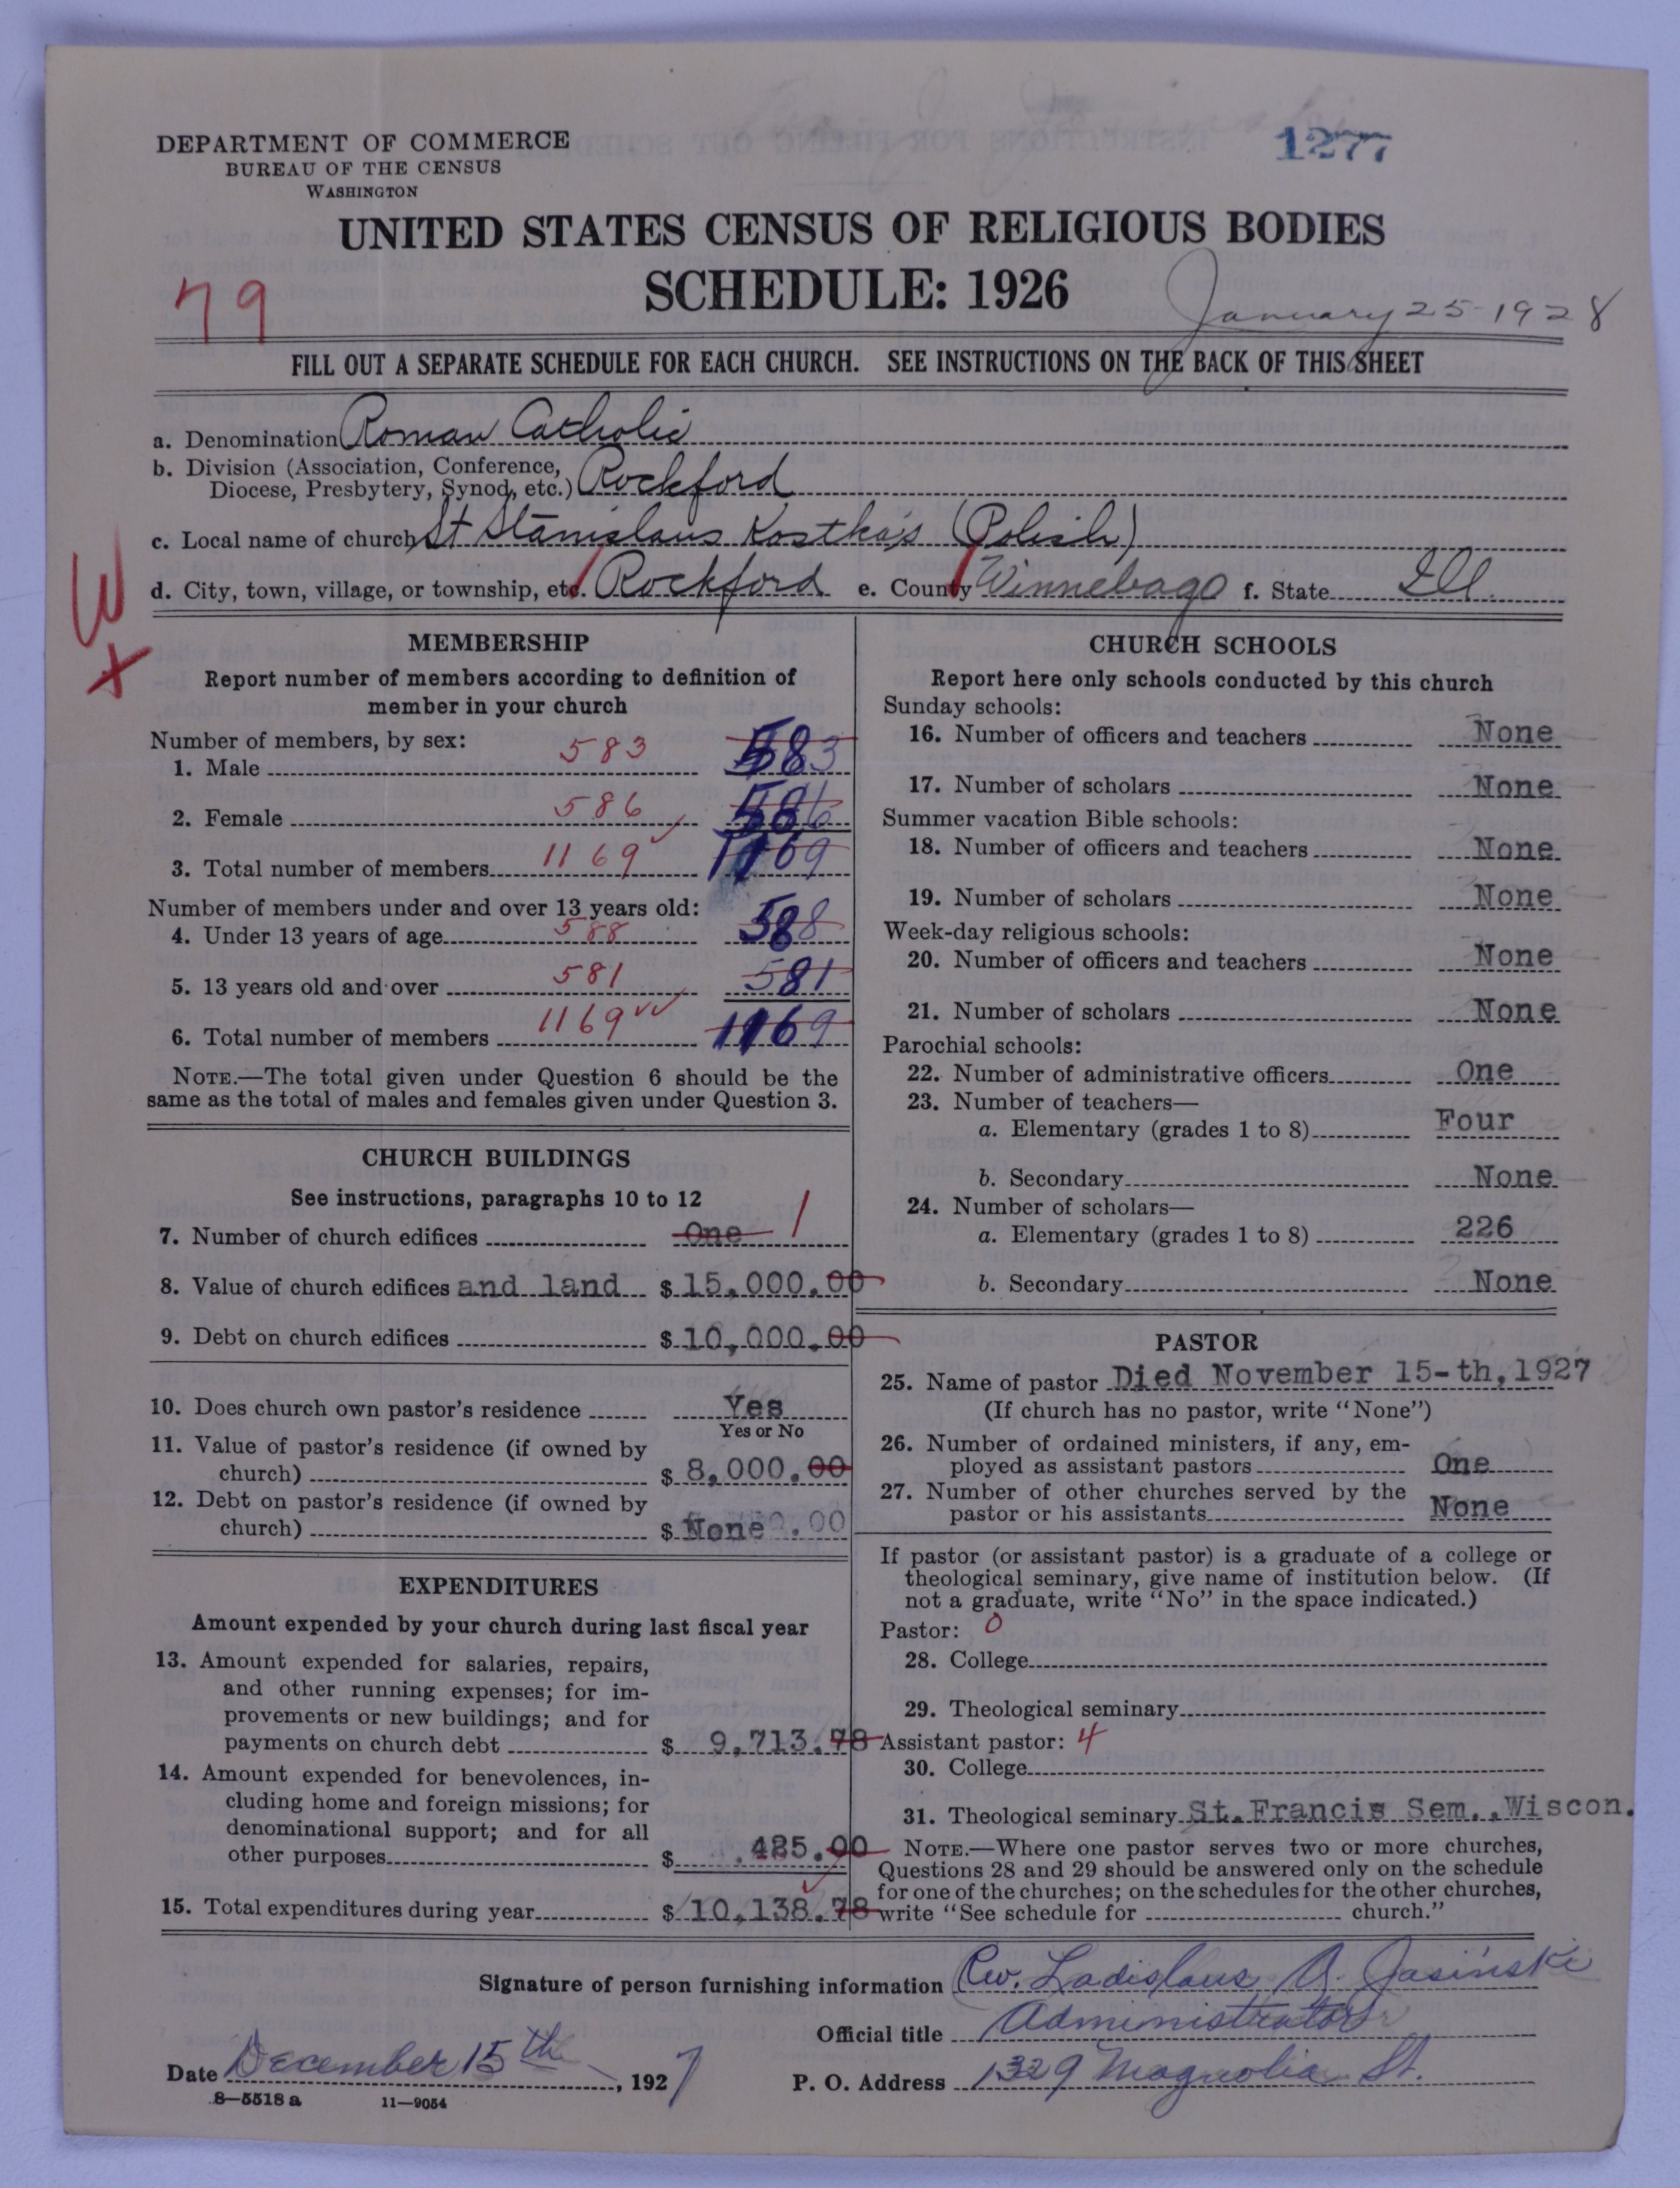 DEPARTMENT OF COMMERCE
BUREAU OF THE CENSUS
WASHINGTON
1277
UNITED STATES CENSUS OF RELIGIOUS BODIES
SCHEDULE: 1926
79
January 25-1928
FILL OUT A SEPARATE SCHEDULE FOR EACH CHURCH. SEE INSTRUCTIONS ON THE BACK OF THIS SHEET
a. Denomination Roman Catholic
b. Division (Association, Conference,
Diocese, Presbytery, Synod, etc.) Rockford
c. Local name of church St Stanislaus Kostka's (Polish)
d. City, town, village, or township, etc. Rockford e. County Winnebago f. State Ill.
W
X
MEMBERSHIP
Report number of members according to definition of
member in your church
Number of members, by sex:
1. Male 583 583
2. Female 586 586
3. Total number of members 1169 1169
Number of members under and over 13 years old:
4. Under 13 years of age 588 588
5. 13 years old and over 581 581
6. Total number of members 1169 1169
NOTE.—The total given under Question 6 should be the
same as the total of males and females given under Question 3.
CHURCH BUILDINGS
See instructions, paragraphs 10 to 12
7. Number of church edifices One 1
8. Value of church edifices and land $ 15,000.00
9. Debt on church edifices $ 10,000.00
10. Does church own pastor's residence Yes
Yes or No
11. Value of pastor's residence (if owned by
church) $ 8,000.00
12. Debt on pastor's residence (if owned by
church) $ None .00
EXPENDITURES
Amount expended by your church during last fiscal year
13. Amount expended for salaries, repairs,
and other running expenses; for im-
provements or new buildings; and for
payments on church debt $ 9,713.78
14. Amount expended for benevolences, in-
cluding home and foreign missions; for
denominational support; and for all
other purposes $ 425.00
15. Total expenditures during year $ 10,138.78
CHURCH SCHOOLS
Report here only schools conducted by this church
Sunday schools:
16. Number of officers and teachers None
17. Number of scholars None
Summer vacation Bible schools:
18. Number of officers and teachers None
19. Number of scholars None
Week-day religious schools:
20. Number of officers and teachers None
21. Number of scholars None
Parochial schools:
22. Number of administrative officers One
23. Number of teachers—
a. Elementary (grades 1 to 8) Four
b. Secondary None
24. Number of scholars—
a. Elementary (grades 1 to 8) 226
b. Secondary None
PASTOR
25. Name of pastor Died November 15-th, 1927
(If church has no pastor, write "None")
26. Number of ordained ministers, if any, em-
ployed as assistant pastors One
27. Number of other churches served by the
pastor or his assistants None
If pastor (or assistant pastor) is a graduate of a college or
theological seminary, give name of institution below. (If
not a graduate, write "No" in the space indicated.)
Pastor: 0
28. College
29. Theological seminary
Assistant pastor: 4
30. College
31. Theological seminary St. Francis Sem., Wiscon.
NOTE.—Where one pastor serves two or more churches,
Questions 28 and 29 should be answered only on the schedule
for one of the churches; on the schedules for the other churches,
write "See schedule for church."
Signature of person furnishing information Rev. Ladislaus A. Jasinski
Official title Administrator
Date December 15th, 1927 P. O. Address 1329 Magnolia St.
8—5518 a 11—9054